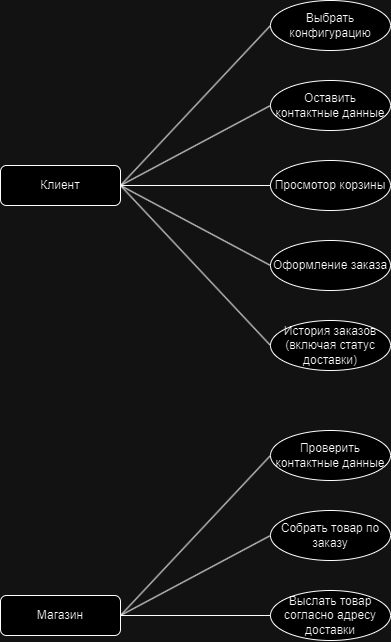 Выбрать
конфигурацию
Оставить
контактные данные
Клиент
Просмотор корзины
Оформление заказа
История заказов
(включая статус
доставки)
Проверить
контактные данные
Собрать товар по
заказу
Магазин
Выслать товар
согласно адресу
доставки